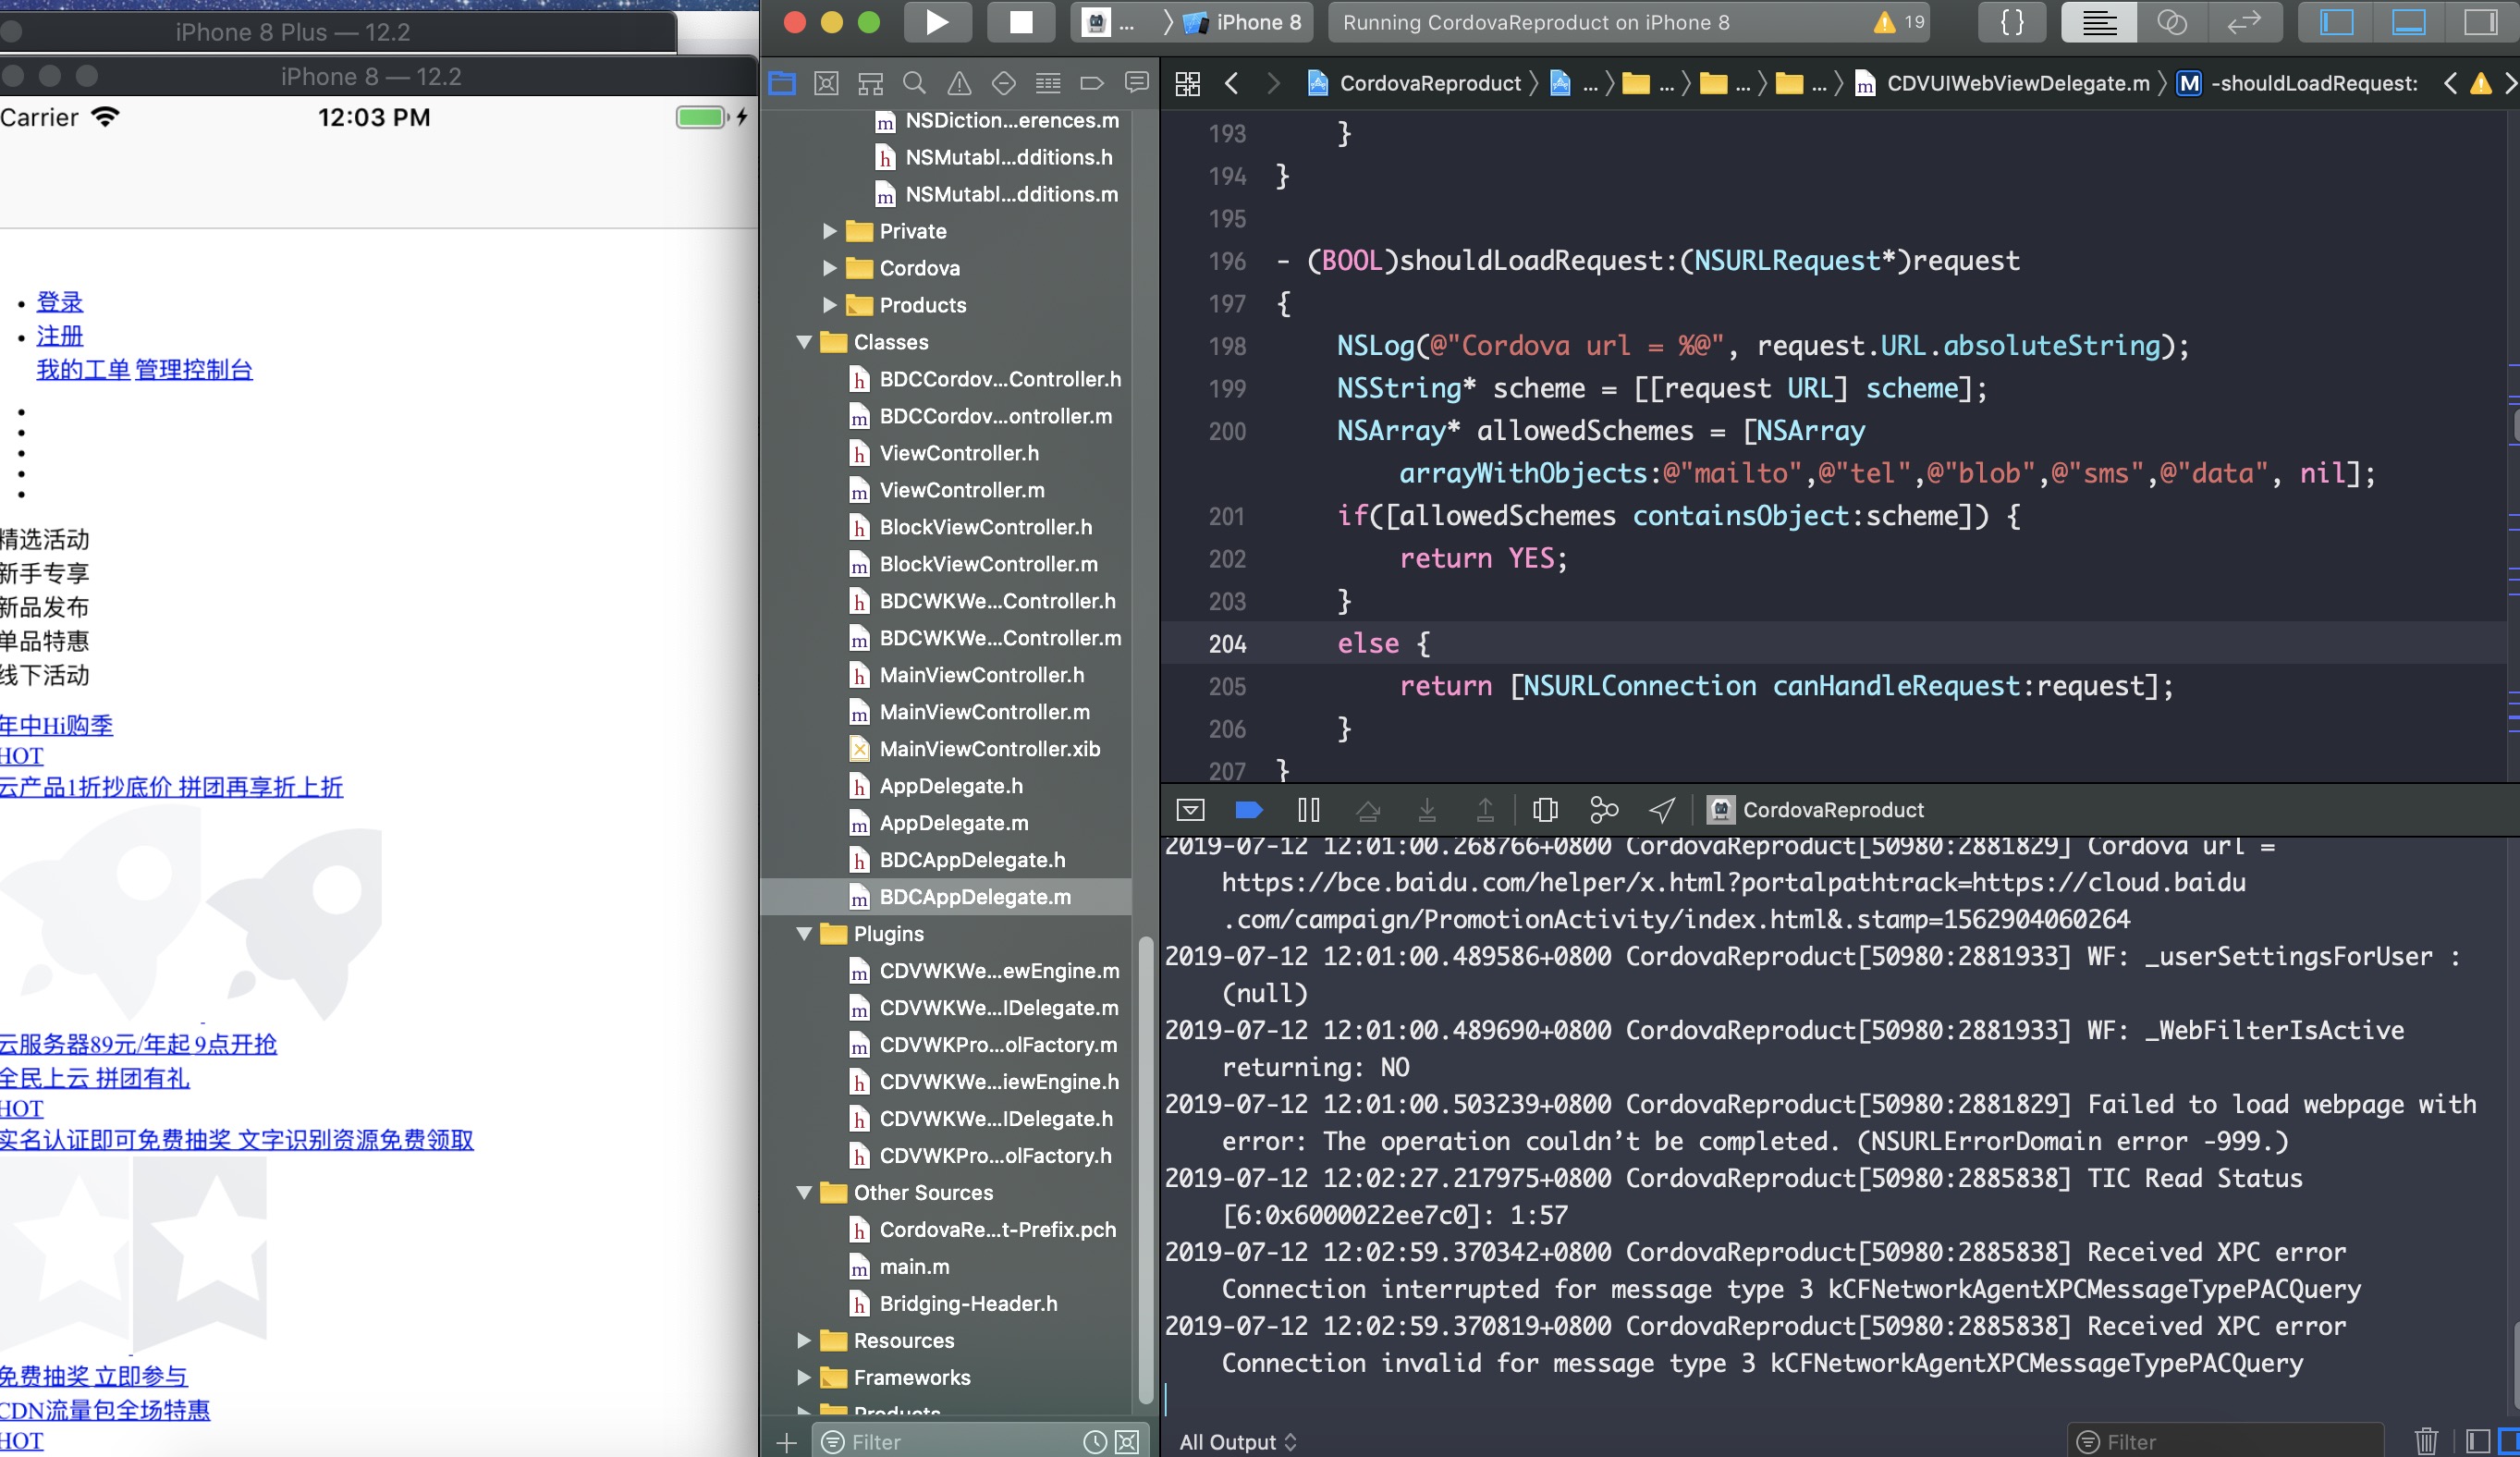 iPhone 8 Plus — 12.2
iPhone 8 — 12.2
Carrier
12:03 PM
登录
注册
我的工单 管理控制台
精选活动
新手专享
新品发布
单品特惠
线下活动
年中Hi购季
HOT
云产品1折抄底价 拼团再享折上折
云服务器89元/年起 9点开抢
全民上云 拼团有礼
HOT
实名认证即可免费抽奖 文字识别资源免费领取
免费抽奖 立即参与
CDN流量包全场特惠
HOT
... iPhone 8
Running CordovaReproduct on iPhone 8
19
{}
NSDiction...erences.m
NSMutabl...dditions.h
NSMutabl...dditions.m
Private
Cordova
Products
Classes
BDCCordov...Controller.h
BDCCordov...ontroller.m
ViewController.h
ViewController.m
BlockViewController.h
BlockViewController.m
BDCWKWe...Controller.h
BDCWKWe...Controller.m
MainViewController.h
MainViewController.m
MainViewController.xib
AppDelegate.h
AppDelegate.m
BDCAppDelegate.h
BDCAppDelegate.m
Plugins
CDVWKWe...ewEngine.m
CDVWKWe...IDelegate.m
CDVWKPro...olFactory.m
CDVWKWe...iewEngine.h
CDVWKWe...IDelegate.h
CDVWKPro...olFactory.h
Other Sources
CordovaRe...t-Prefix.pch
main.m
Bridging-Header.h
Resources
Frameworks
Products
Filter
CordovaReproduct ... ... ... ... CDVUIWebViewDelegate.m M -shouldLoadRequest:
193 }
194 }
195
196 - (BOOL)shouldLoadRequest:(NSURLRequest*)request
197 {
198 NSLog(@"Cordova url = %@", request.URL.absoluteString);
199 NSString* scheme = [[request URL] scheme];
200 NSArray* allowedSchemes = [NSArray
arrayWithObjects:@"mailto",@"tel",@"blob",@"sms",@"data", nil];
201 if([allowedSchemes containsObject:scheme]) {
202 return YES;
203 }
204 else {
205 return [NSURLConnection canHandleRequest:request];
206 }
207 }
CordovaReproduct
2019-07-12 12:01:00.268766+0800 CordovaReproduct[50980:2881829] Cordova url =
https://bce.baidu.com/helper/x.html?portalpathtrack=https://cloud.baidu
.com/campaign/PromotionActivity/index.html&.stamp=1562904060264
2019-07-12 12:01:00.489586+0800 CordovaReproduct[50980:2881933] WF: _userSettingsForUser :
(null)
2019-07-12 12:01:00.489690+0800 CordovaReproduct[50980:2881933] WF: _WebFilterIsActive
returning: NO
2019-07-12 12:01:00.503239+0800 CordovaReproduct[50980:2881829] Failed to load webpage with
error: The operation couldn’t be completed. (NSURLErrorDomain error -999.)
2019-07-12 12:02:27.217975+0800 CordovaReproduct[50980:2885838] TIC Read Status
[6:0x6000022ee7c0]: 1:57
2019-07-12 12:02:59.370342+0800 CordovaReproduct[50980:2885838] Received XPC error
Connection interrupted for message type 3 kCFNetworkAgentXPCMessageTypePACQuery
2019-07-12 12:02:59.370819+0800 CordovaReproduct[50980:2885838] Received XPC error
Connection invalid for message type 3 kCFNetworkAgentXPCMessageTypePACQuery
All Output
Filter